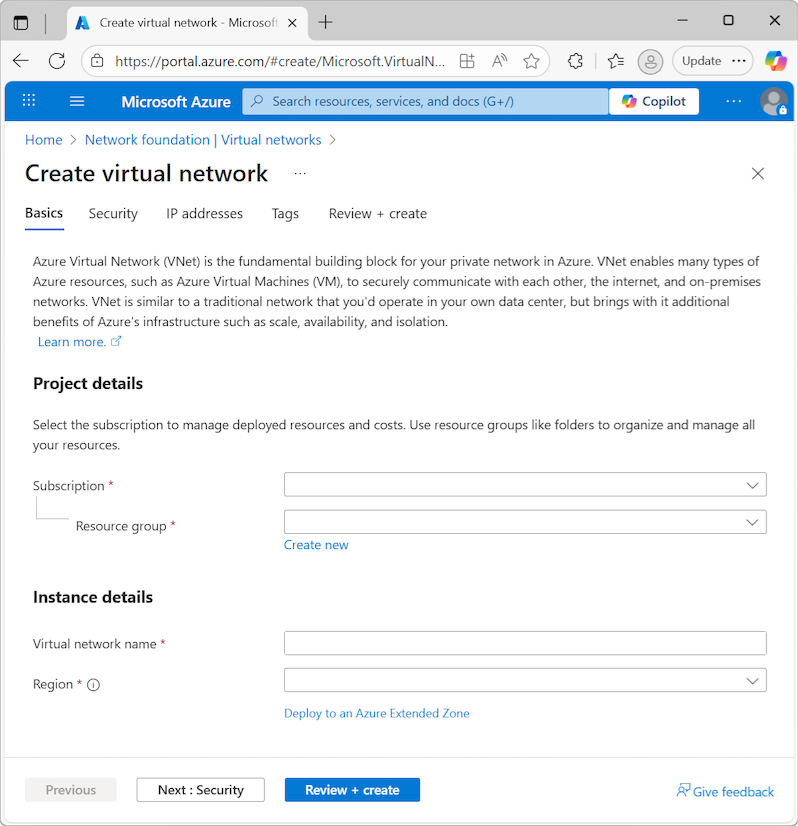 Create virtual network - Microsof
https://portal.azure.com/#create/Microsoft.VirtualN...
Update
Microsoft Azure
Search resources, services, and docs (G+/)
Copilot
Home > Network foundation | Virtual networks >
Create virtual network ...
Basics Security IP addresses Tags Review + create
Azure Virtual Network (VNet) is the fundamental building block for your private network in Azure. VNet enables many types of
Azure resources, such as Azure Virtual Machines (VM), to securely communicate with each other, the internet, and on-premises
networks. VNet is similar to a traditional network that you'd operate in your own data center, but brings with it additional
benefits of Azure's infrastructure such as scale, availability, and isolation.
Learn more.
Project details
Select the subscription to manage deployed resources and costs. Use resource groups like folders to organize and manage all
your resources.
Subscription *
Resource group *
Create new
Instance details
Virtual network name *
Region *
Deploy to an Azure Extended Zone
Previous
Next : Security
Review + create
Give feedback